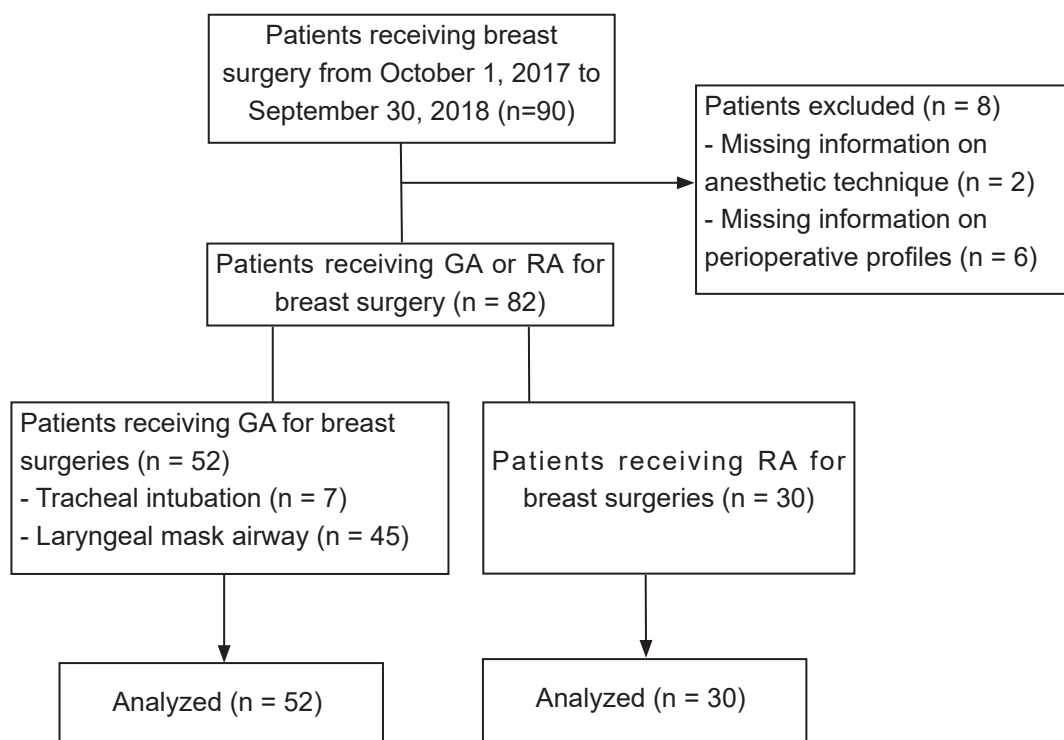 Patients receiving breast
surgery from October 1, 2017 to
September 30, 2018 (n=90)
Patients excluded (n = 8)
- Missing information on
anesthetic technique (n = 2)
- Missing information on
perioperative profiles (n = 6)
Patients receiving GA or RA for
breast surgery (n = 82)
Patients receiving GA for breast
surgeries (n = 52)
- Tracheal intubation (n = 7)
- Laryngeal mask airway (n = 45)
Patients receiving RA for
breast surgeries (n = 30)
Analyzed (n = 52)
Analyzed (n = 30)